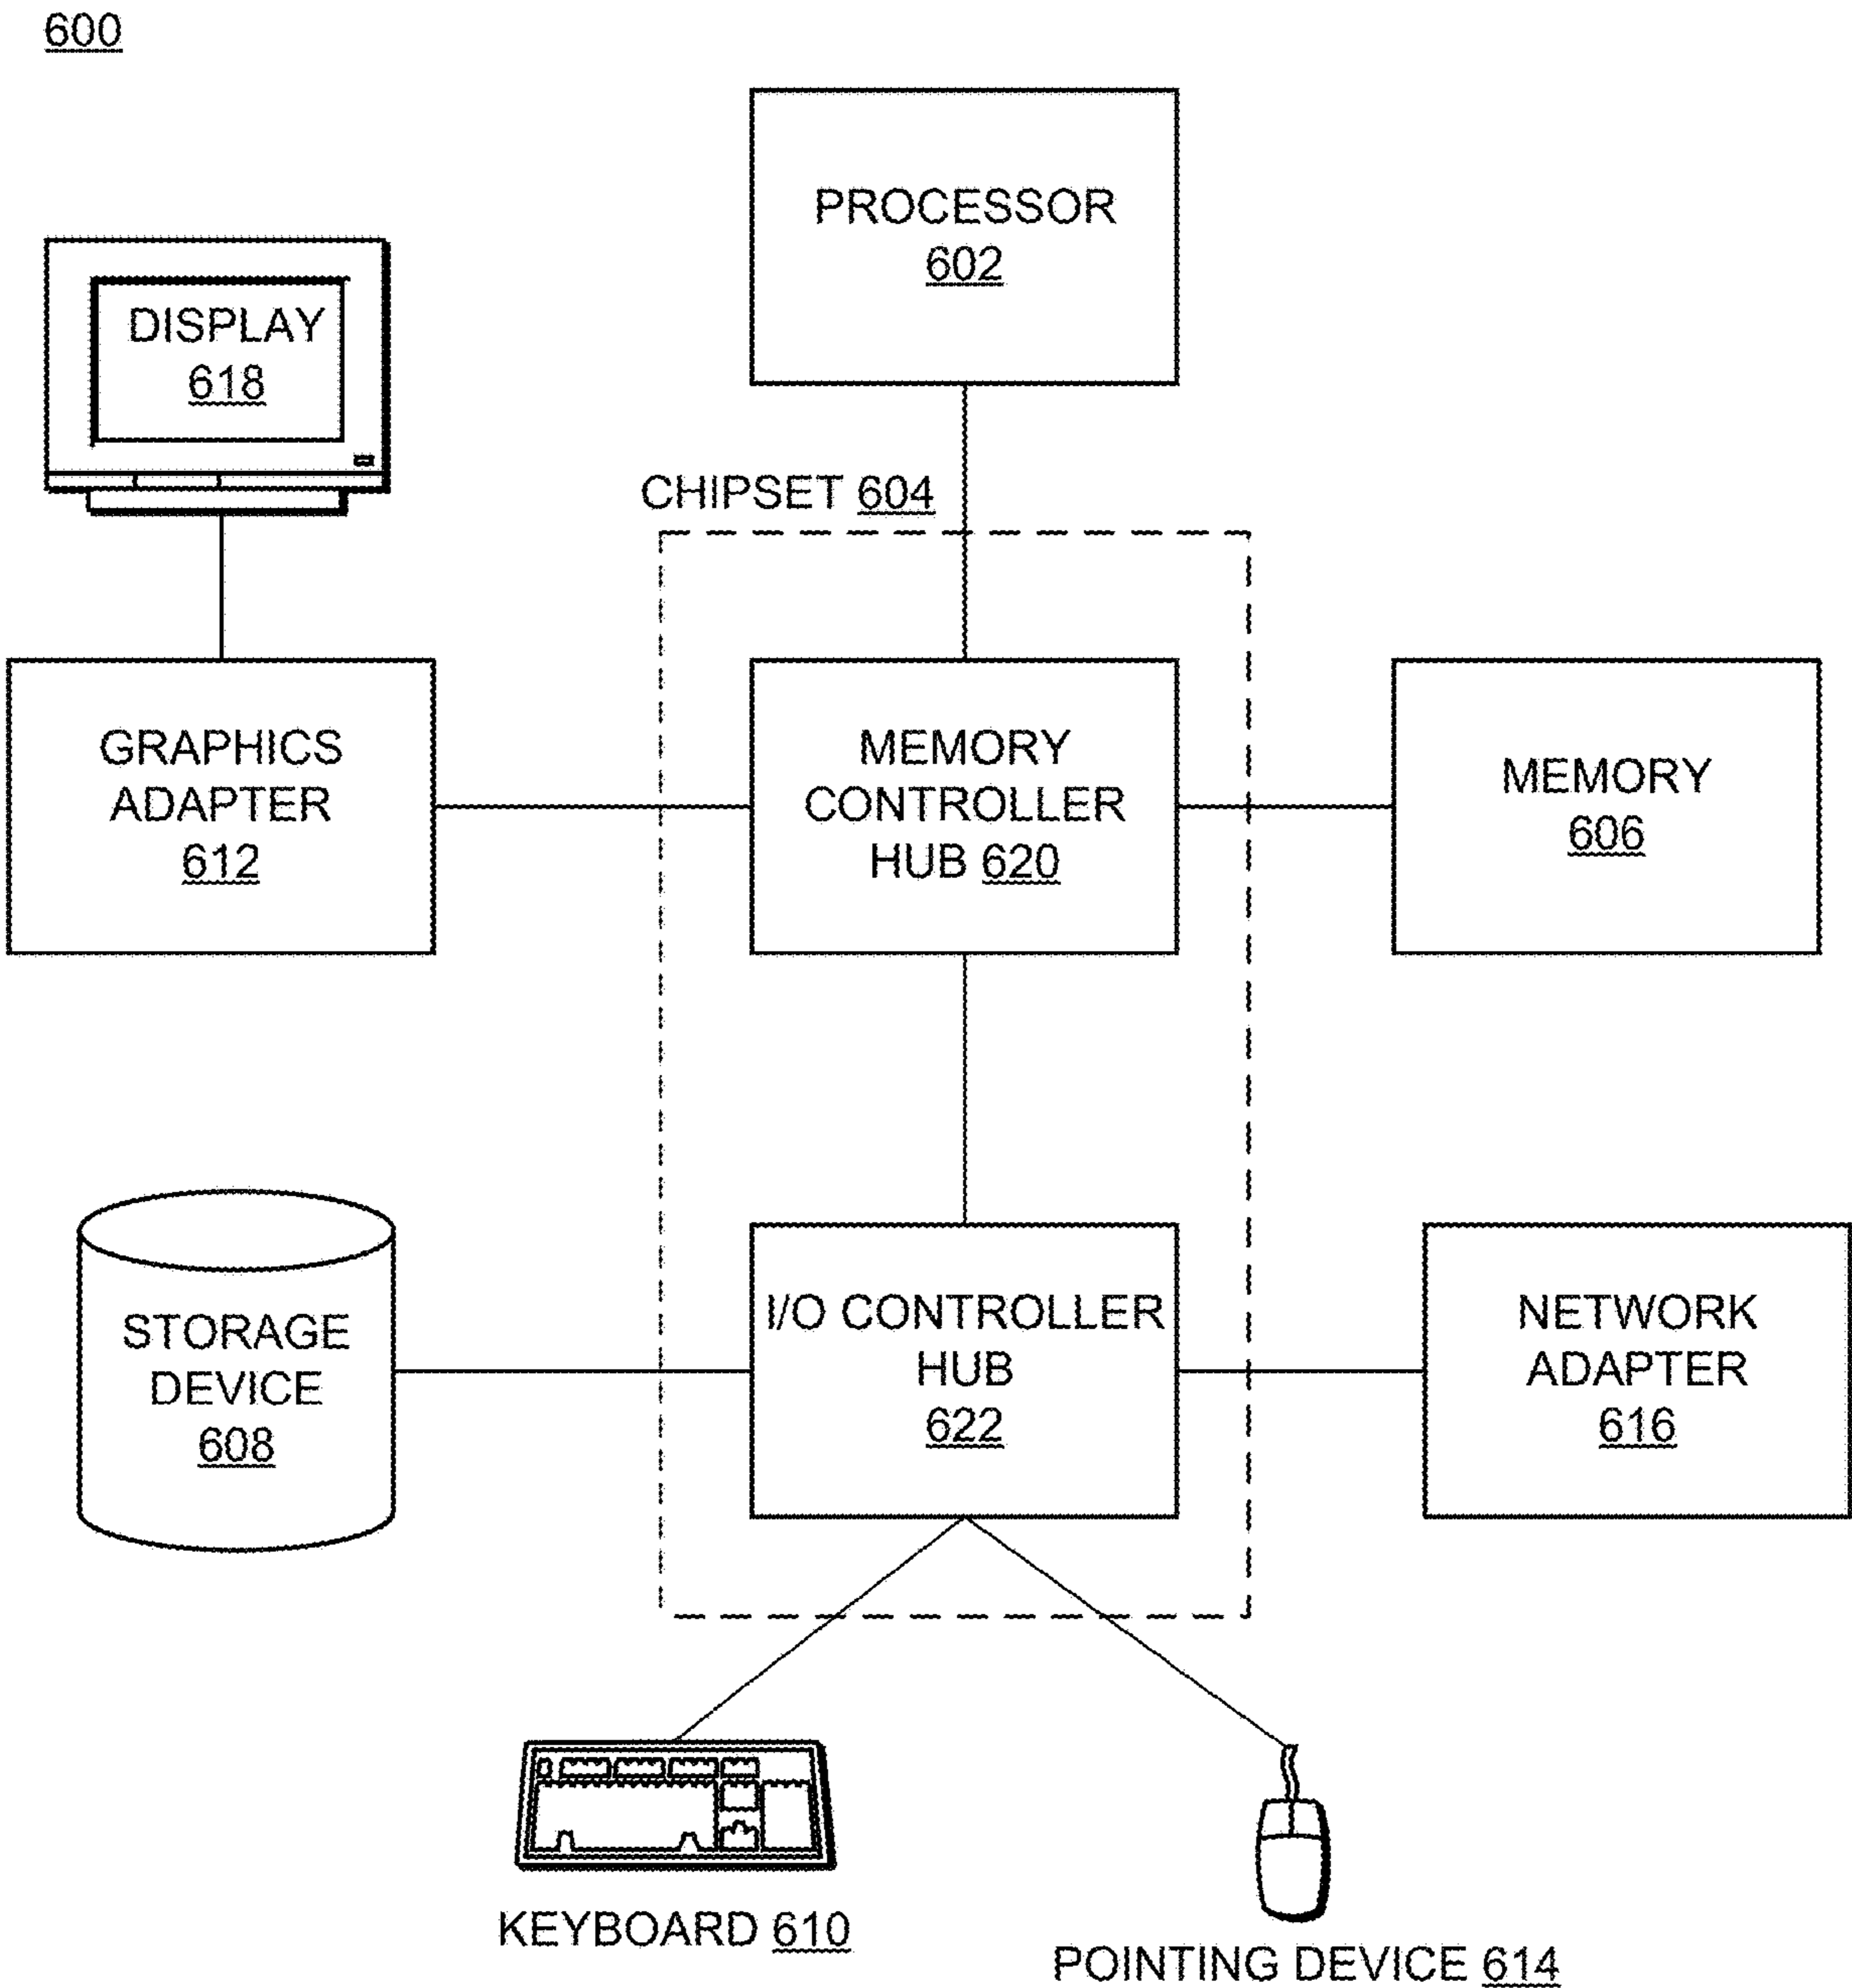 600
PROCESSOR
602
DISPLAY
618
CHIPSET 604
GRAPHICS
ADAPTER
612
MEMORY
CONTROLLER
HUB 620
MEMORY
606
STORAGE
DEVICE
608
I/O CONTROLLER
HUB
622
NETWORK
ADAPTER
616
KEYBOARD 610
POINTING DEVICE 614